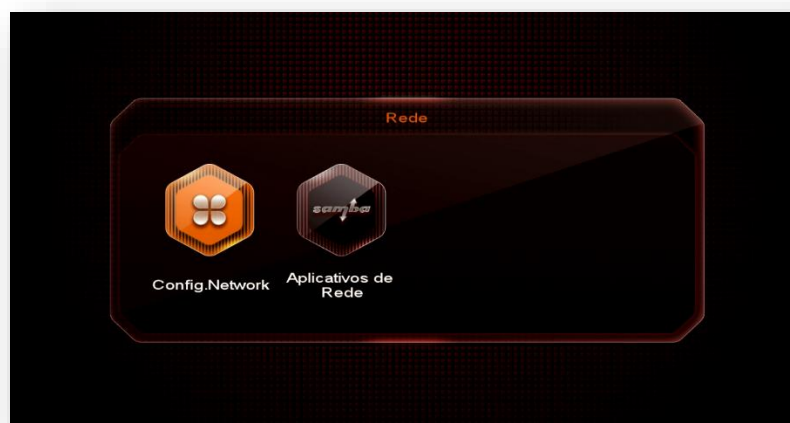 Rede
samba
Config.Network
Aplicativos de
Rede